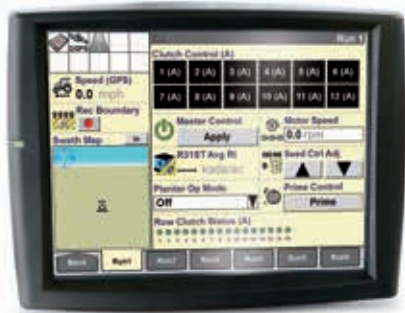 GPS
Run 1
Clutch Control (A)
Speed (GPS)
0.0 mph
1 (A) 2 (A) 3 (A) 4 (A) 5 (A) 6 (A)
7 (A) 8 (A) 9 (A) 10 (A) 11 (A) 12 (A)
Rec Boundary
Master Control
Apply
Motor Speed
0.0 rpm
Swath Map
Seed Ctrl Adj
Planter Op Mode
Off
Prime Control
Prime
Row Clutch Status (A)
Back Run1 Run2